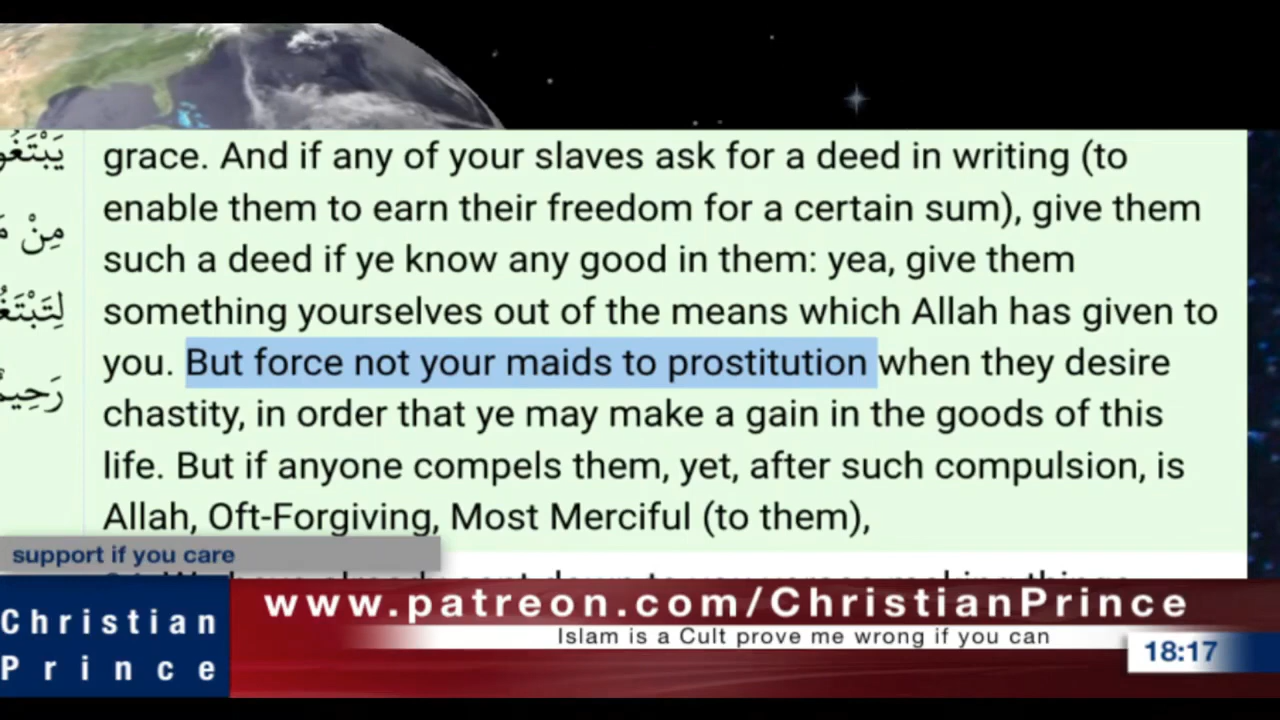 grace. And if any of your slaves ask for a deed in writing (to
enable them to earn their freedom for a certain sum), give them
such a deed if ye know any good in them: yea, give them
something yourselves out of the means which Allah has given to
you. But force not your maids to prostitution when they desire
chastity, in order that ye may make a gain in the goods of this
life. But if anyone compels them, yet, after such compulsion, is
Allah, Oft-Forgiving, Most Merciful (to them),
مِنْ
support if you care
Christian
Prince
www.patreon.com/ChristianPrince
Islam is a Cult prove me wrong if you can
18:17